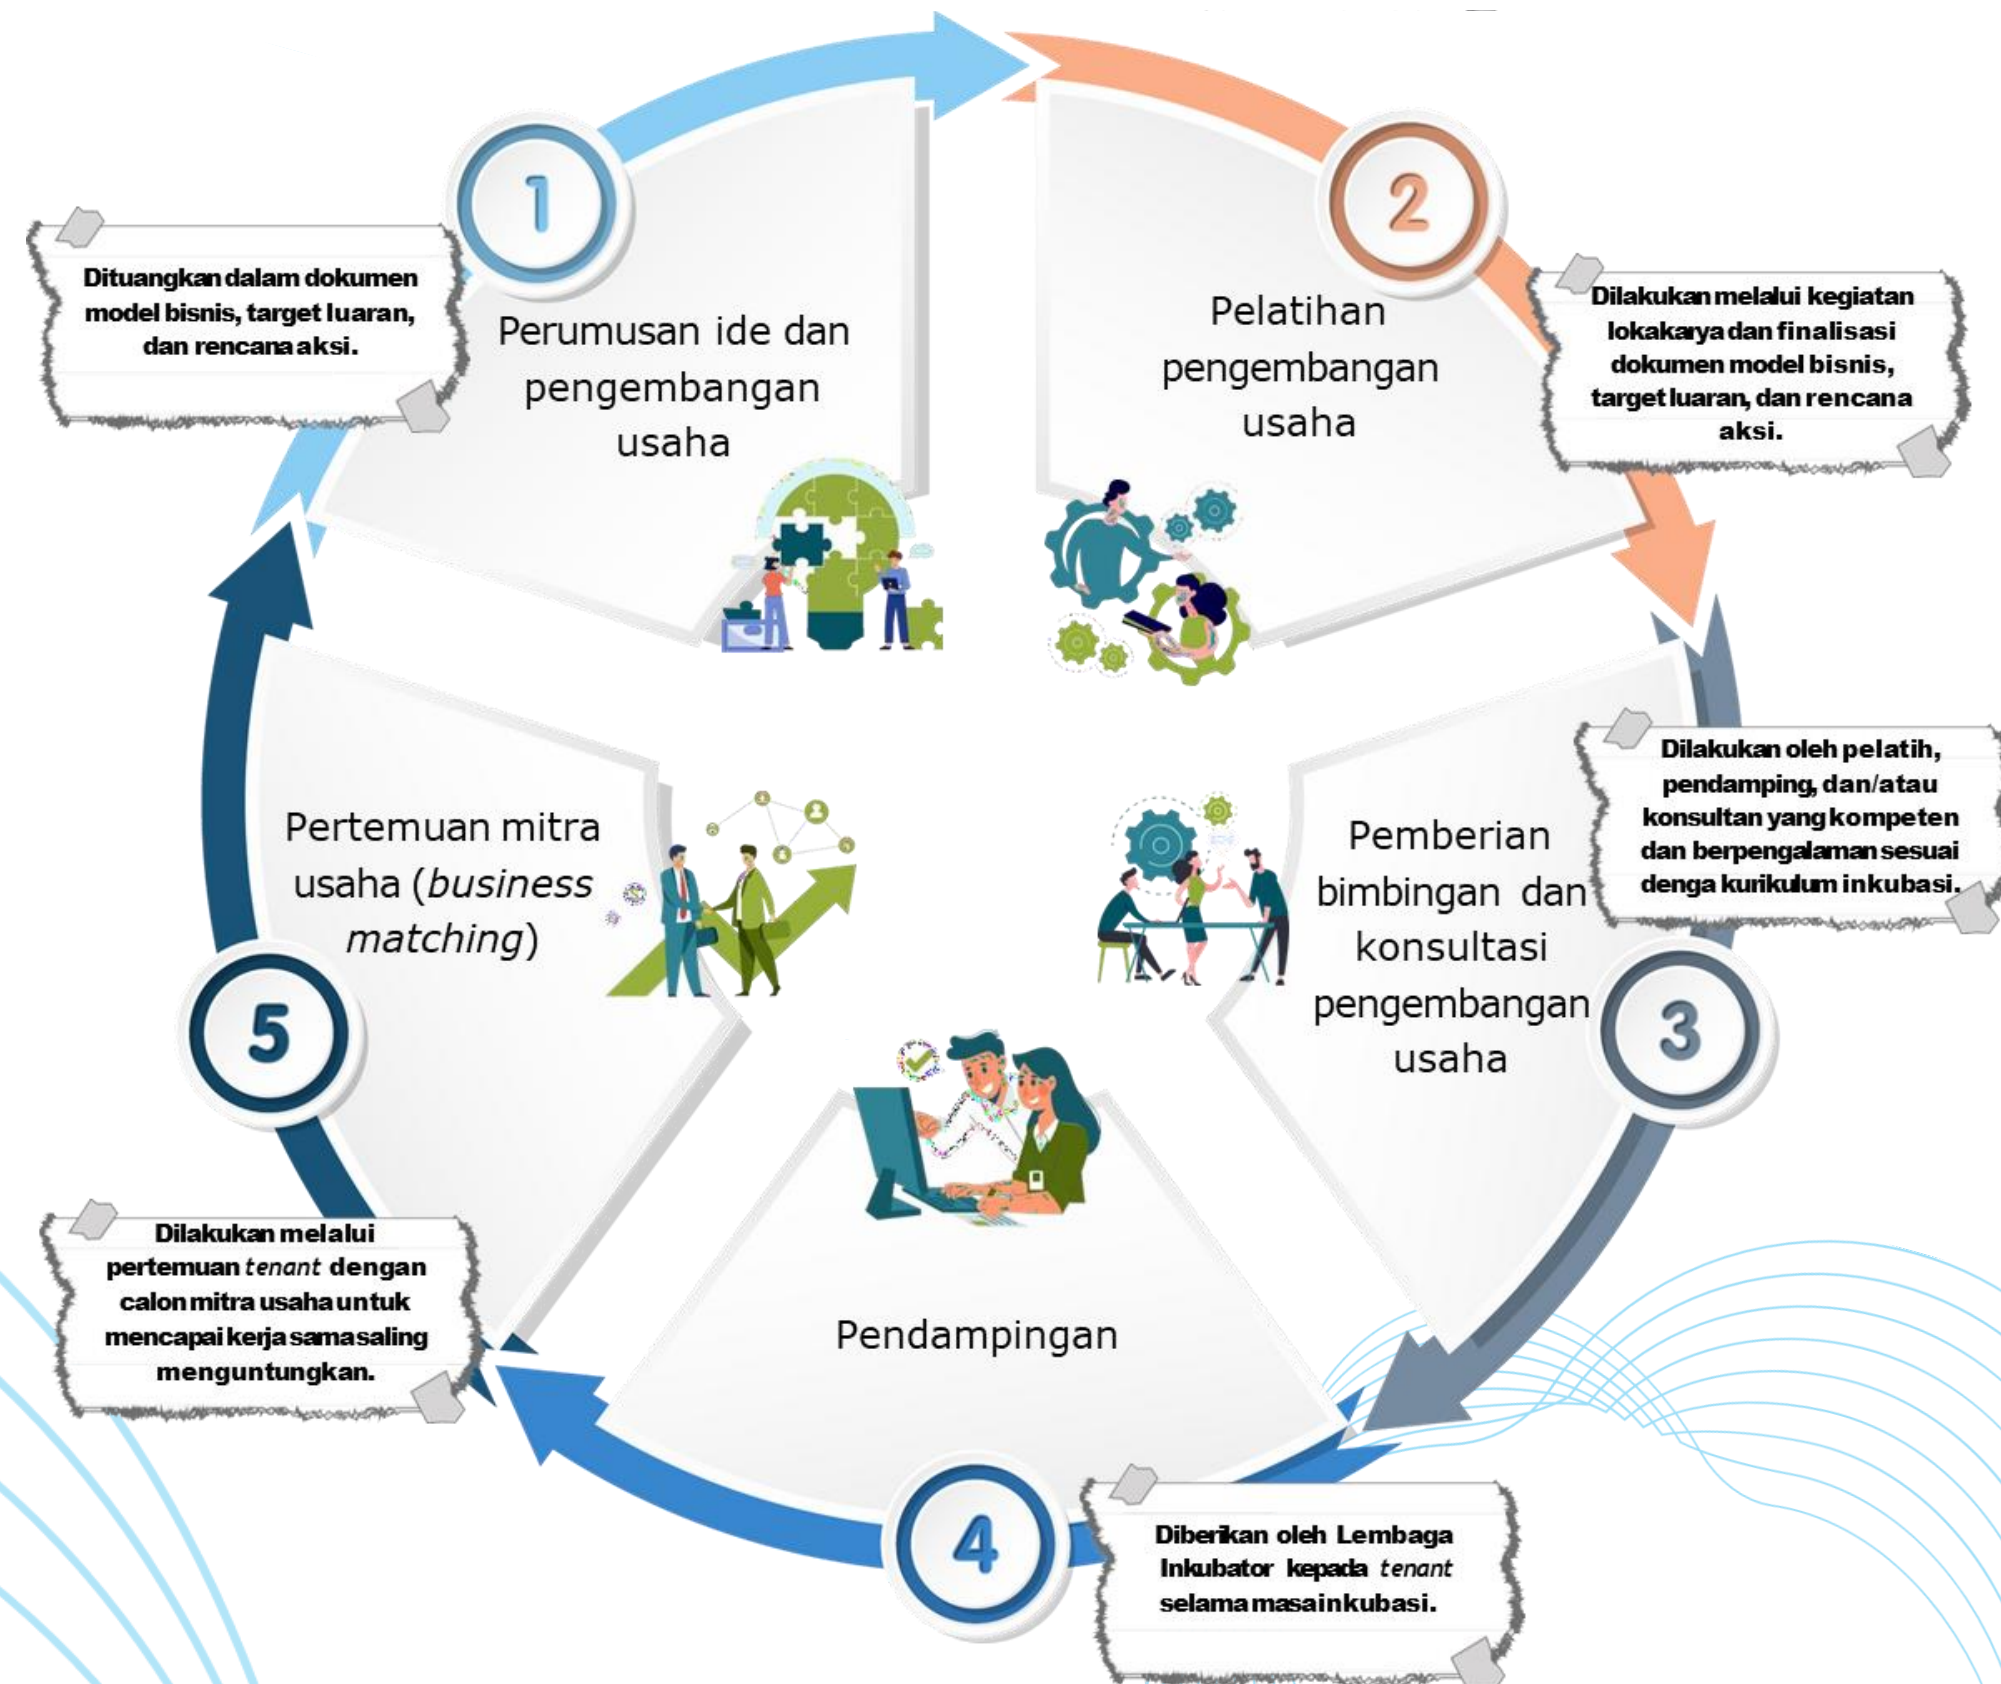 1
Perumusan ide dan
pengembangan
usaha
Dituangkan dalam dokumen
model bisnis, target luaran,
dan rencana aksi.
2
Pelatihan
pengembangan
usaha
Dilakukan melalui kegiatan
lokakarya dan finalisasi
dokumen model bisnis,
target luaran, dan rencana
aksi.
3
Pemberian
bimbingan dan
konsultasi
pengembangan
usaha
Dilakukan oleh pelatih,
pendamping, dan/atau
konsultan yang kompeten
dan berpengalaman sesuai
denga kurikulum inkubasi.
4
Pendampingan
Diberikan oleh Lembaga
Inkubator kepada tenant
selama masa inkubasi.
5
Pertemuan mitra
usaha (business
matching)
Dilakukan melalui
pertemuan tenant dengan
calon mitra usaha untuk
mencapai kerja sama saling
menguntungkan.